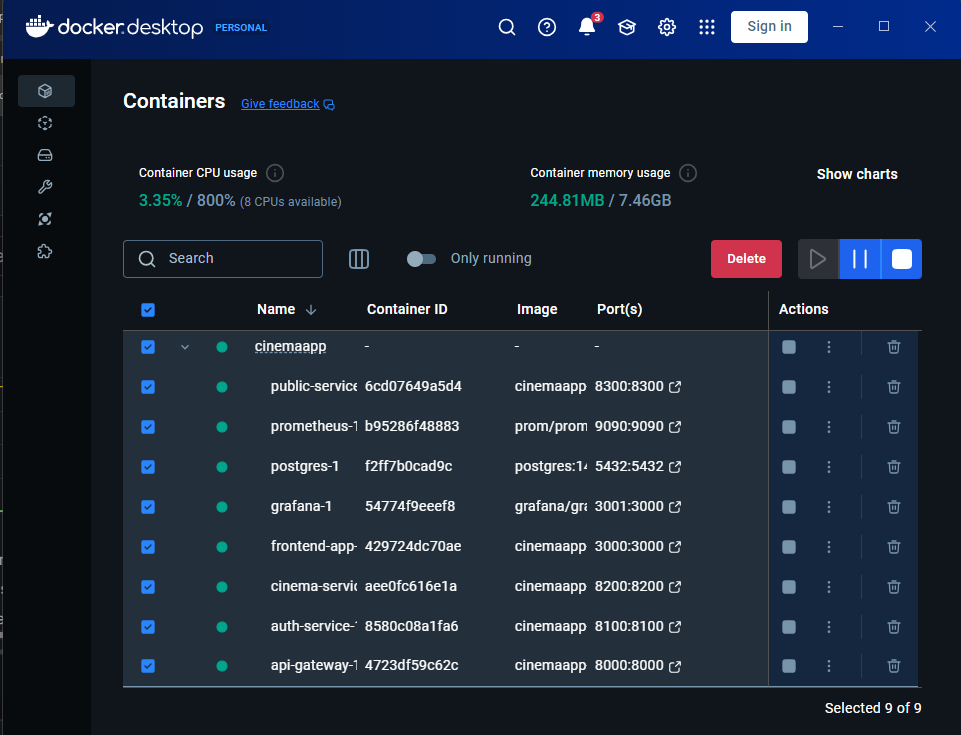 docker.desktop PERSONAL
3
Sign in
Containers Give feedback
Container CPU usage
3.35% / 800% (8 CPUs available)
Container memory usage
244.81MB / 7.46GB
Show charts
Search
Only running
Delete
Name Container ID Image Port(s) Actions
cinemaapp - - -
public-service 6cd07649a5d4 cinemaapp 8300:8300
prometheus-1 b95286f48883 prom/prom 9090:9090
postgres-1 f2ff7b0cad9c postgres:14 5432:5432
grafana-1 54774f9eeef8 grafana/gra 3001:3000
frontend-app- 429724dc70ae cinemaapp 3000:3000
cinema-servic aee0fc616e1a cinemaapp 8200:8200
auth-service-1 8580c08a1fa6 cinemaapp 8100:8100
api-gateway-1 4723df59c62c cinemaapp 8000:8000
Selected 9 of 9